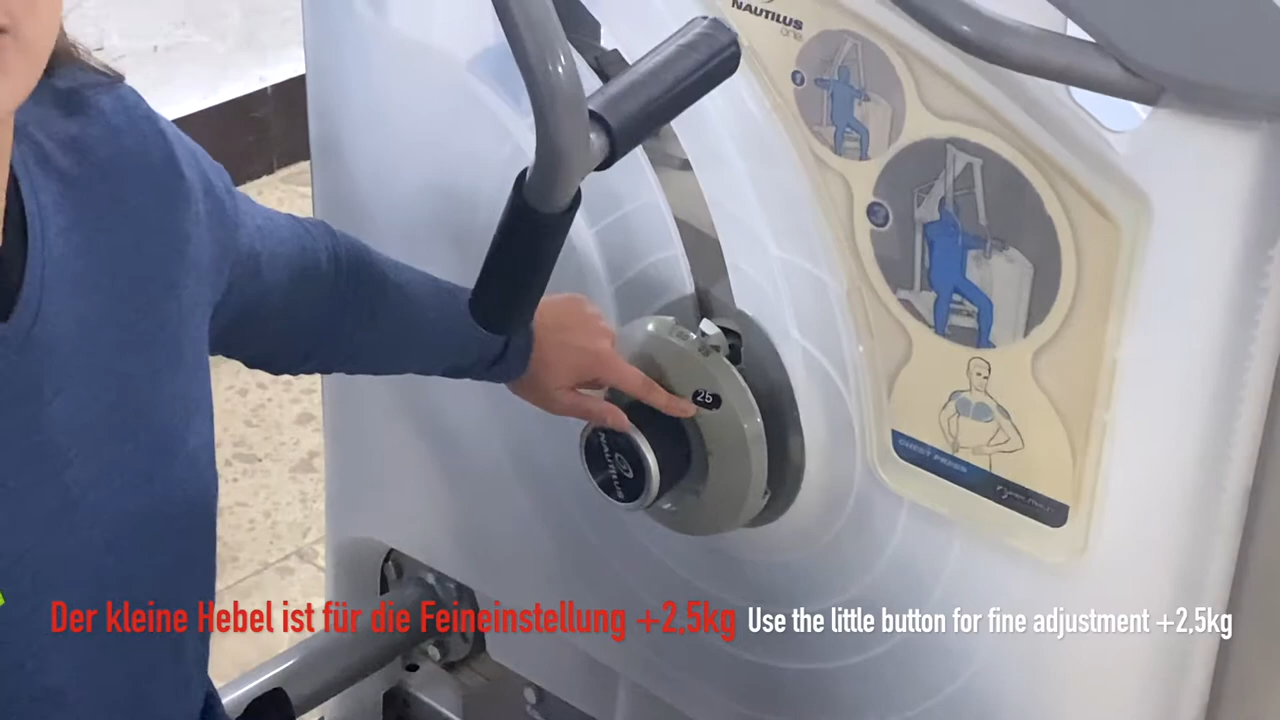 NAUTILUS
one
25
NAUTILUS
CHEST PRESS
Der kleine Hebel ist für die Feineinstellung +2,5kg Use the little button for fine adjustment +2,5kg